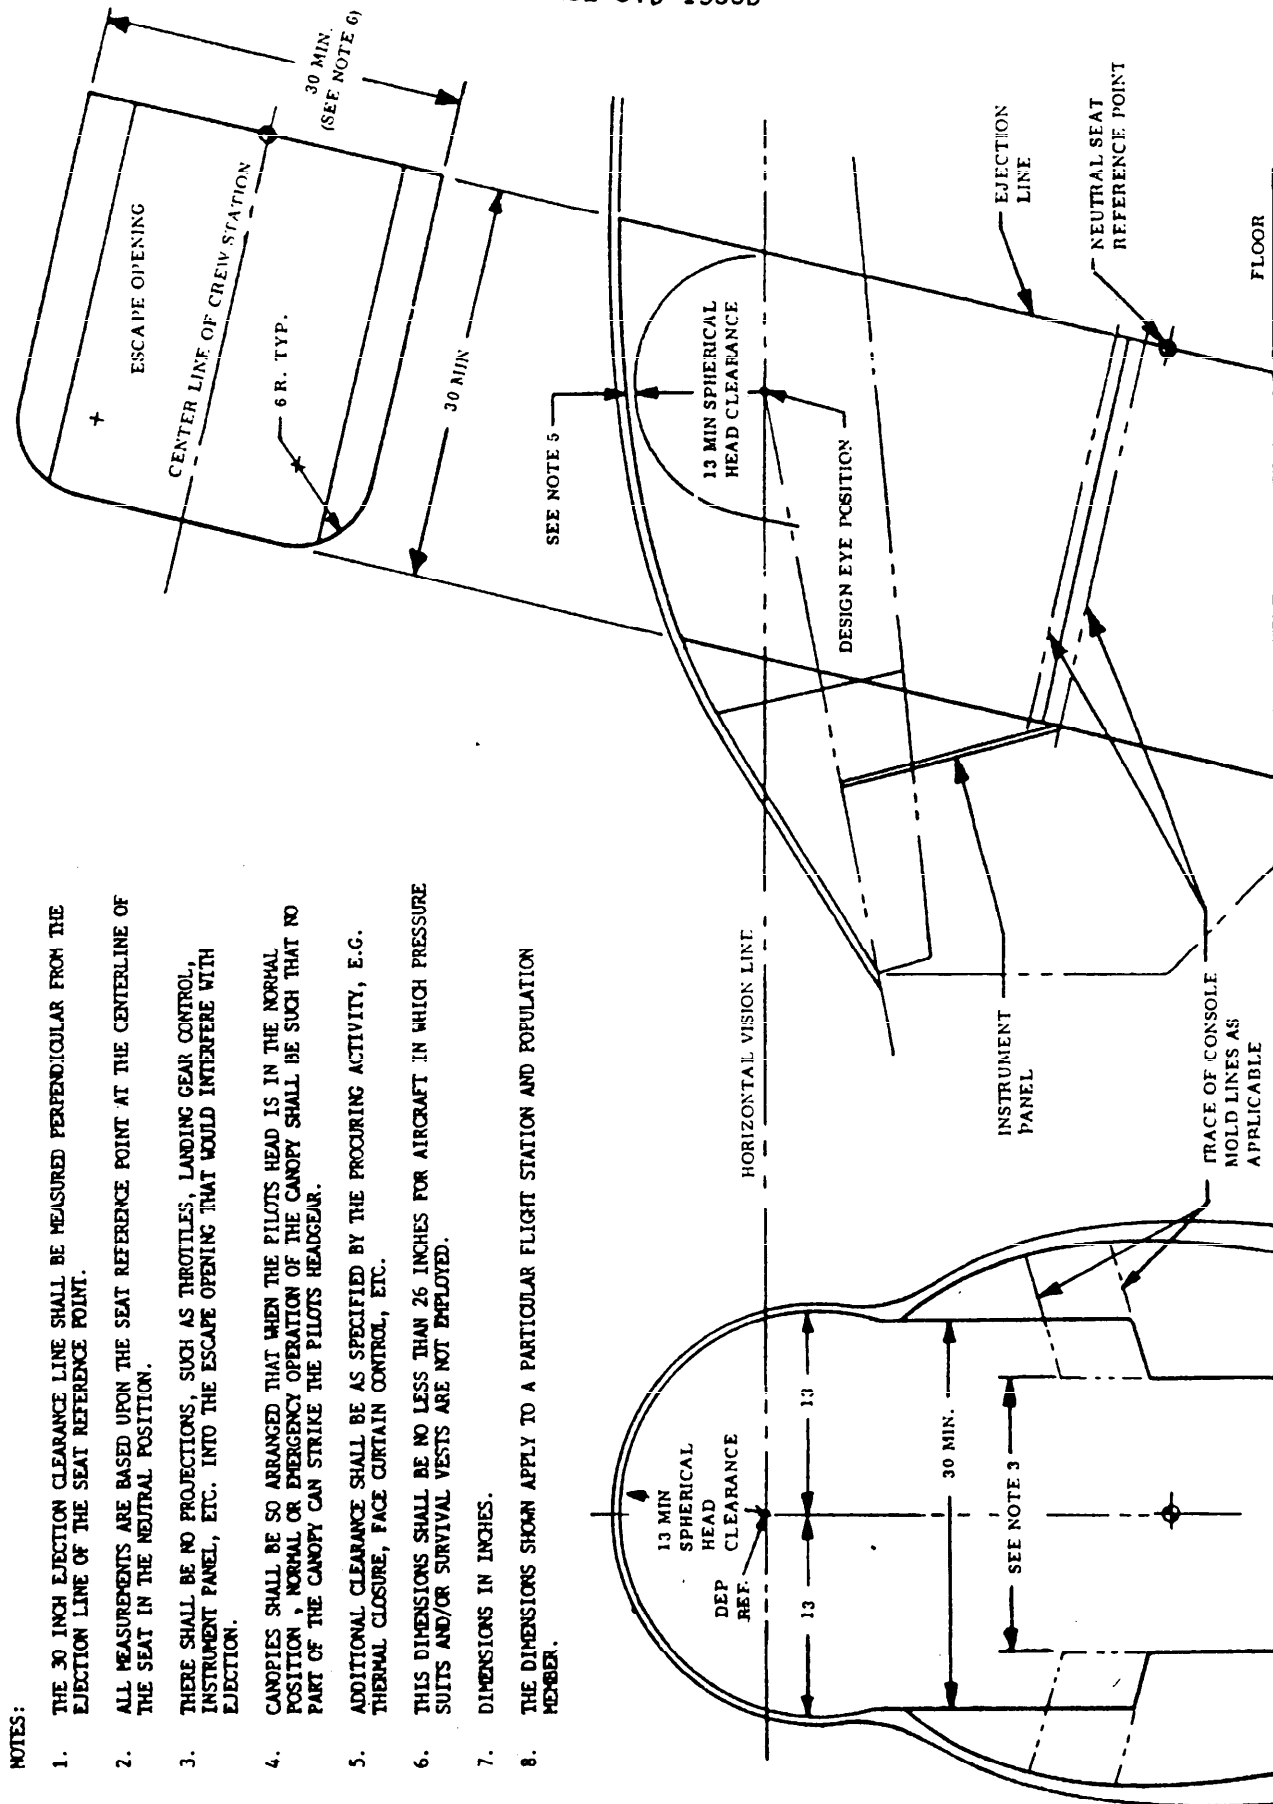 NOTES:
1. THE 30 INCH EJECTION CLEARANCE LINE SHALL BE MEASURED PERPENDICULAR FROM THE
EJECTION LINE OF THE SEAT REFERENCE POINT.
2. ALL MEASUREMENTS ARE BASED UPON THE SEAT REFERENCE POINT AT THE CENTERLINE OF
THE SEAT IN THE NEUTRAL POSITION.
3. THERE SHALL BE NO PROJECTIONS, SUCH AS THROTTLES, LANDING GEAR CONTROL,
INSTRUMENT PANEL, ETC. INTO THE ESCAPE OPENING THAT WOULD INTERFERE WITH
EJECTION.
4. CANOPIES SHALL BE SO ARRANGED THAT WHEN THE PILOTS HEAD IS IN THE NORMAL
POSITION , NORMAL OR EMERGENCY OPERATION OF THE CANOPY SHALL BE SUCH THAT NO
PART OF THE CANOPY CAN STRIKE THE PILOTS HEADGEAR.
5. ADDITIONAL CLEARANCE SHALL BE AS SPECIFIED BY THE PROCURING ACTIVITY, E.G.
THERMAL CLOSURE, FACE CURTAIN CONTROL, ETC.
6. THIS DIMENSIONS SHALL BE NO LESS THAN 26 INCHES FOR AIRCRAFT IN WHICH PRESSURE
SUITS AND/OR SURVIVAL VESTS ARE NOT EMPLOYED.
7. DIMENSIONS IN INCHES.
8. THE DIMENSIONS SHOWN APPLY TO A PARTICULAR FLIGHT STATION AND POPULATION
MEMBER.
30 MIN.
(SEE NOTE 6)
ESCAPE OPENING
CENTER LINE OF CREW STATION
6 R. TYP.
30 MIN
SEE NOTE 5
13 MIN SPHERICAL
HEAD CLEARANCE
DESIGN EYE POSITION
EJECTION
LINE
NEUTRAL SEAT
REFERENCE POINT
FLOOR
HORIZONTAL VISION LINE
INSTRUMENT
PANEL
TRACE OF CONSOLE
MOLD LINES AS
APPLICABLE
13 MIN
SPHERICAL
HEAD
CLEARANCE
DEP
REF.
13
13
30 MIN.
SEE NOTE 3